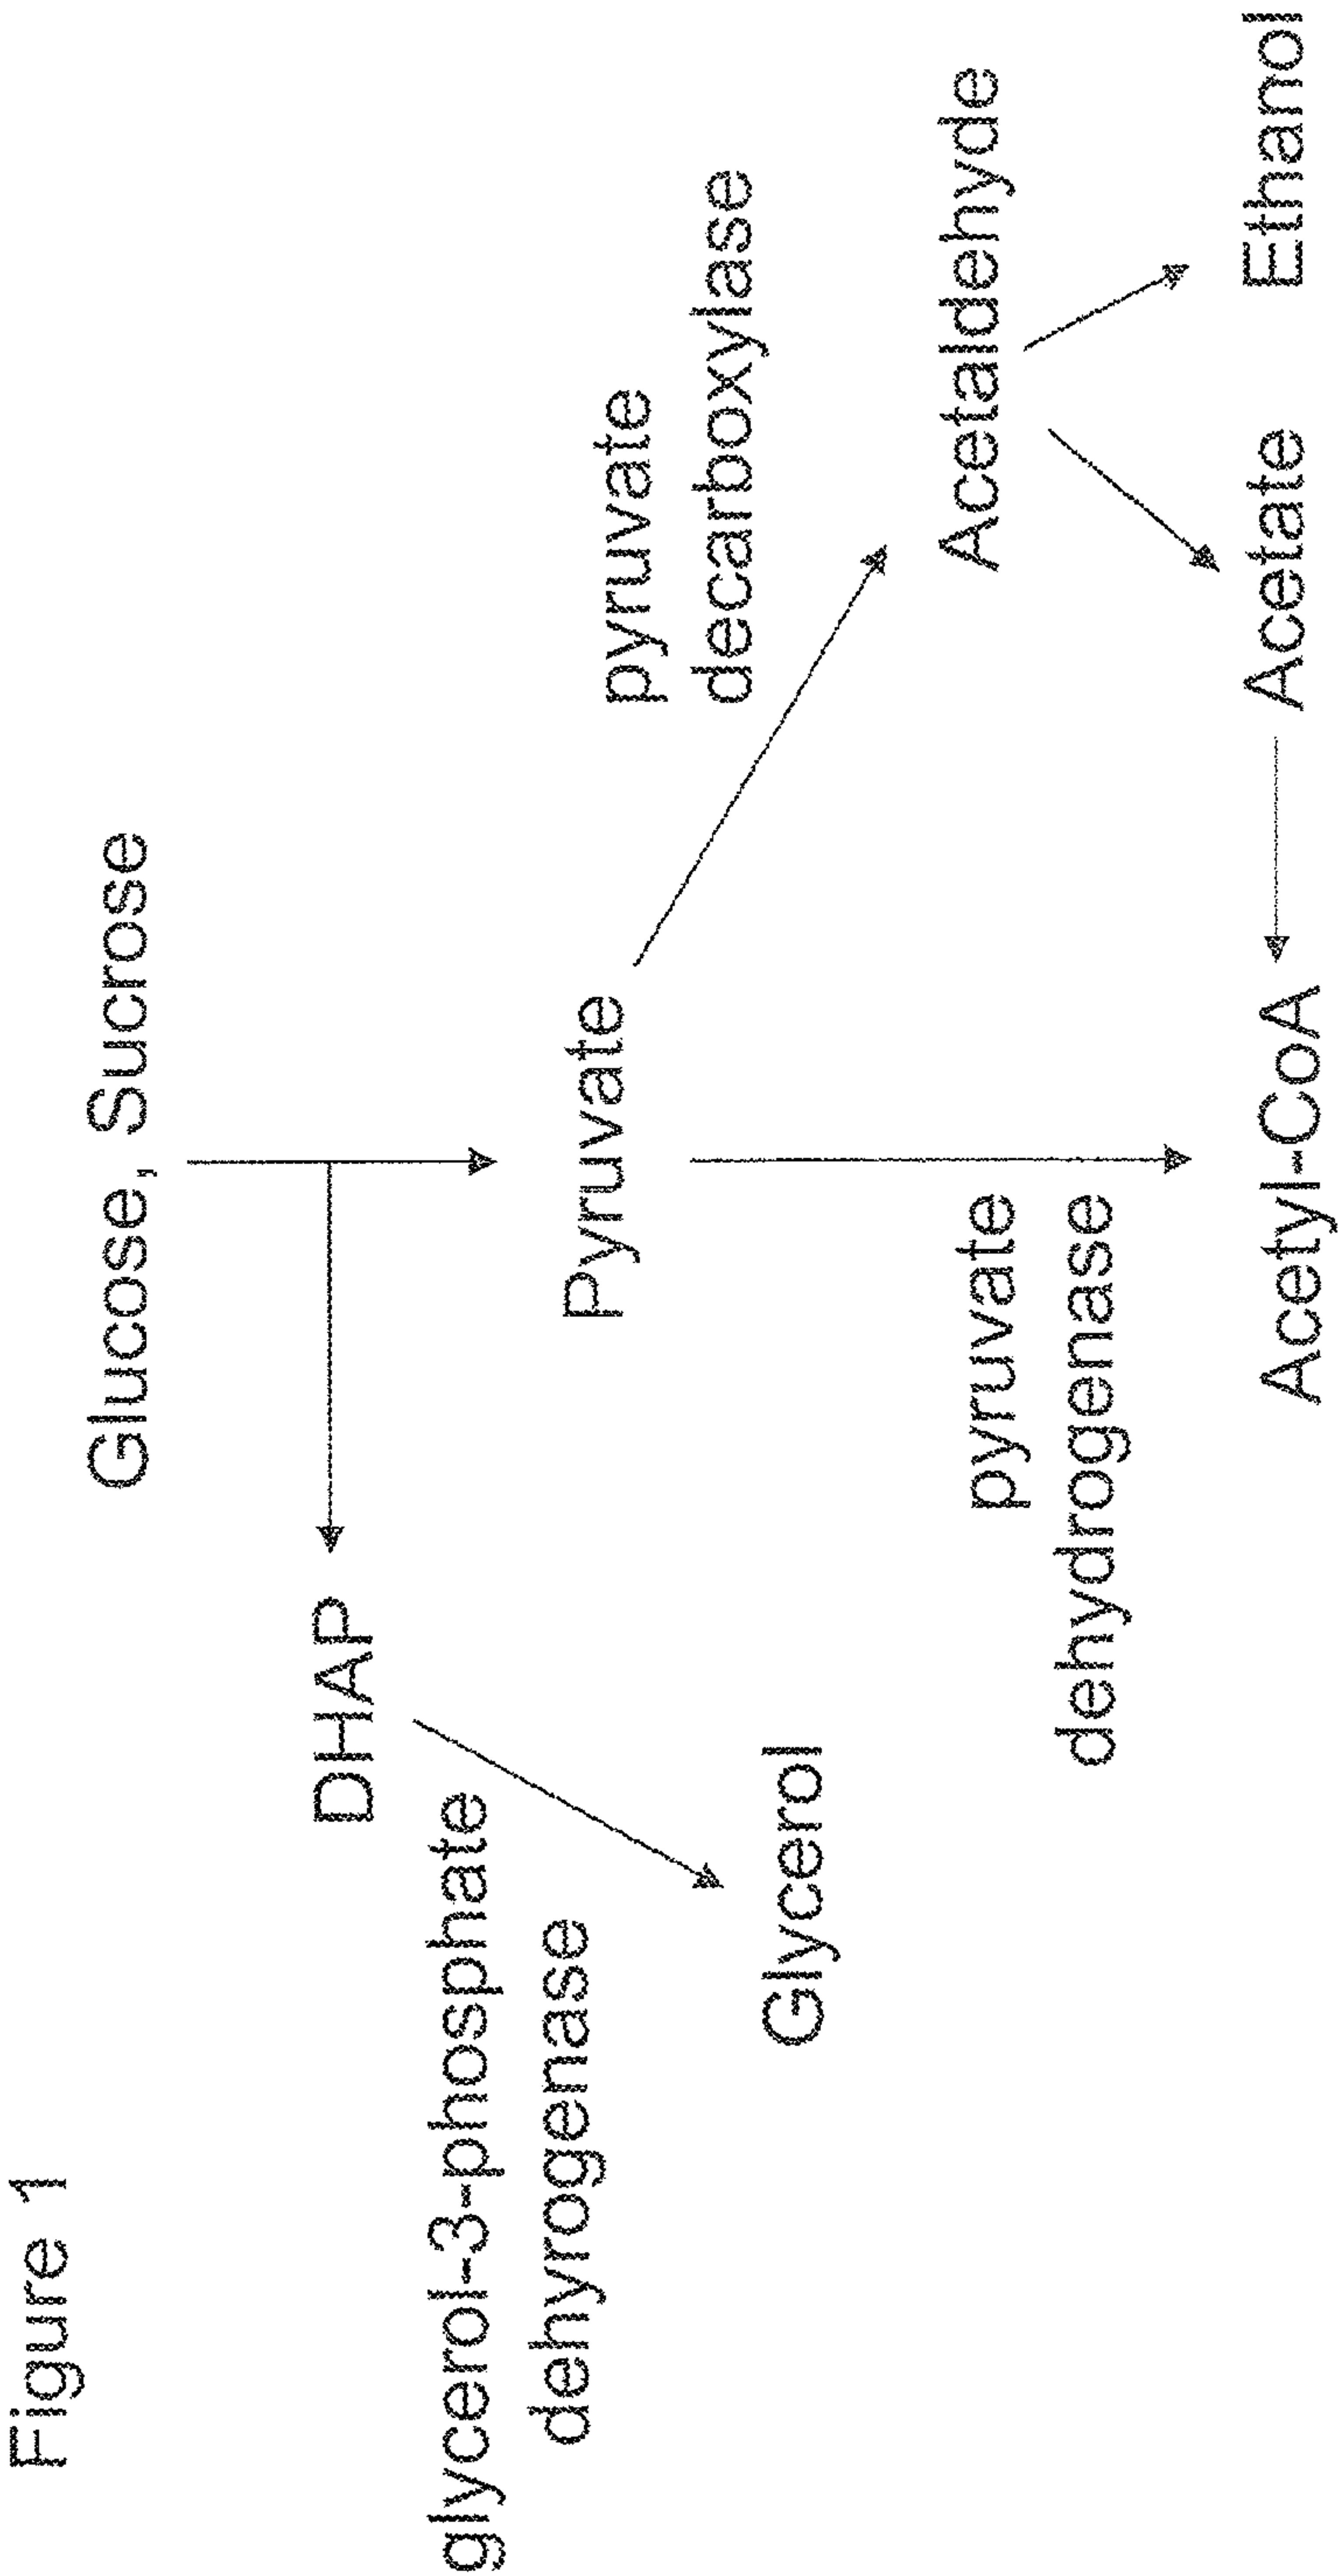 Figure 1
Glucose, Sucrose
DHAP
glycerol-3-phosphate
dehyrogenase
Pyruvate
pyruvate
decarboxylase
Glycerol
Acetaldehyde
pyruvate
dehydrogenase
Acetyl-CoA
Acetate
Ethanol